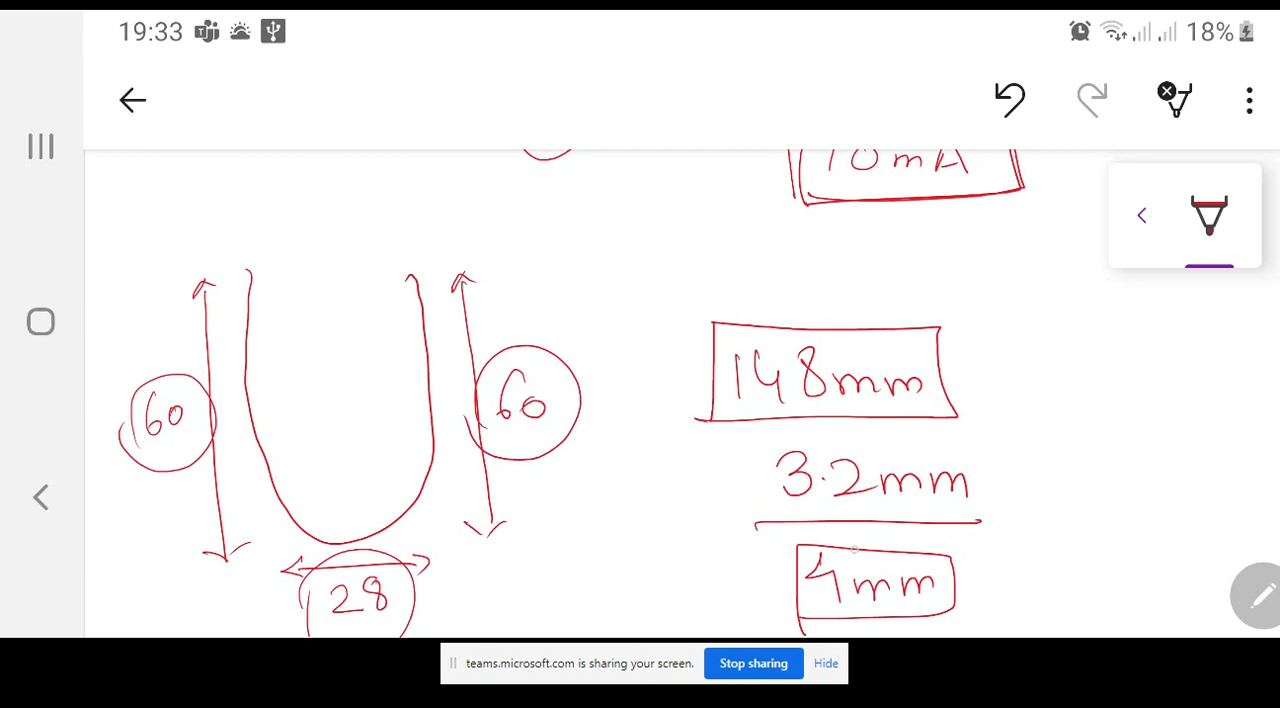 19:33
18%
10mA
60
60
28
148mm
3.2mm
4mm
teams.microsoft.com is sharing your screen.
Stop sharing
Hide